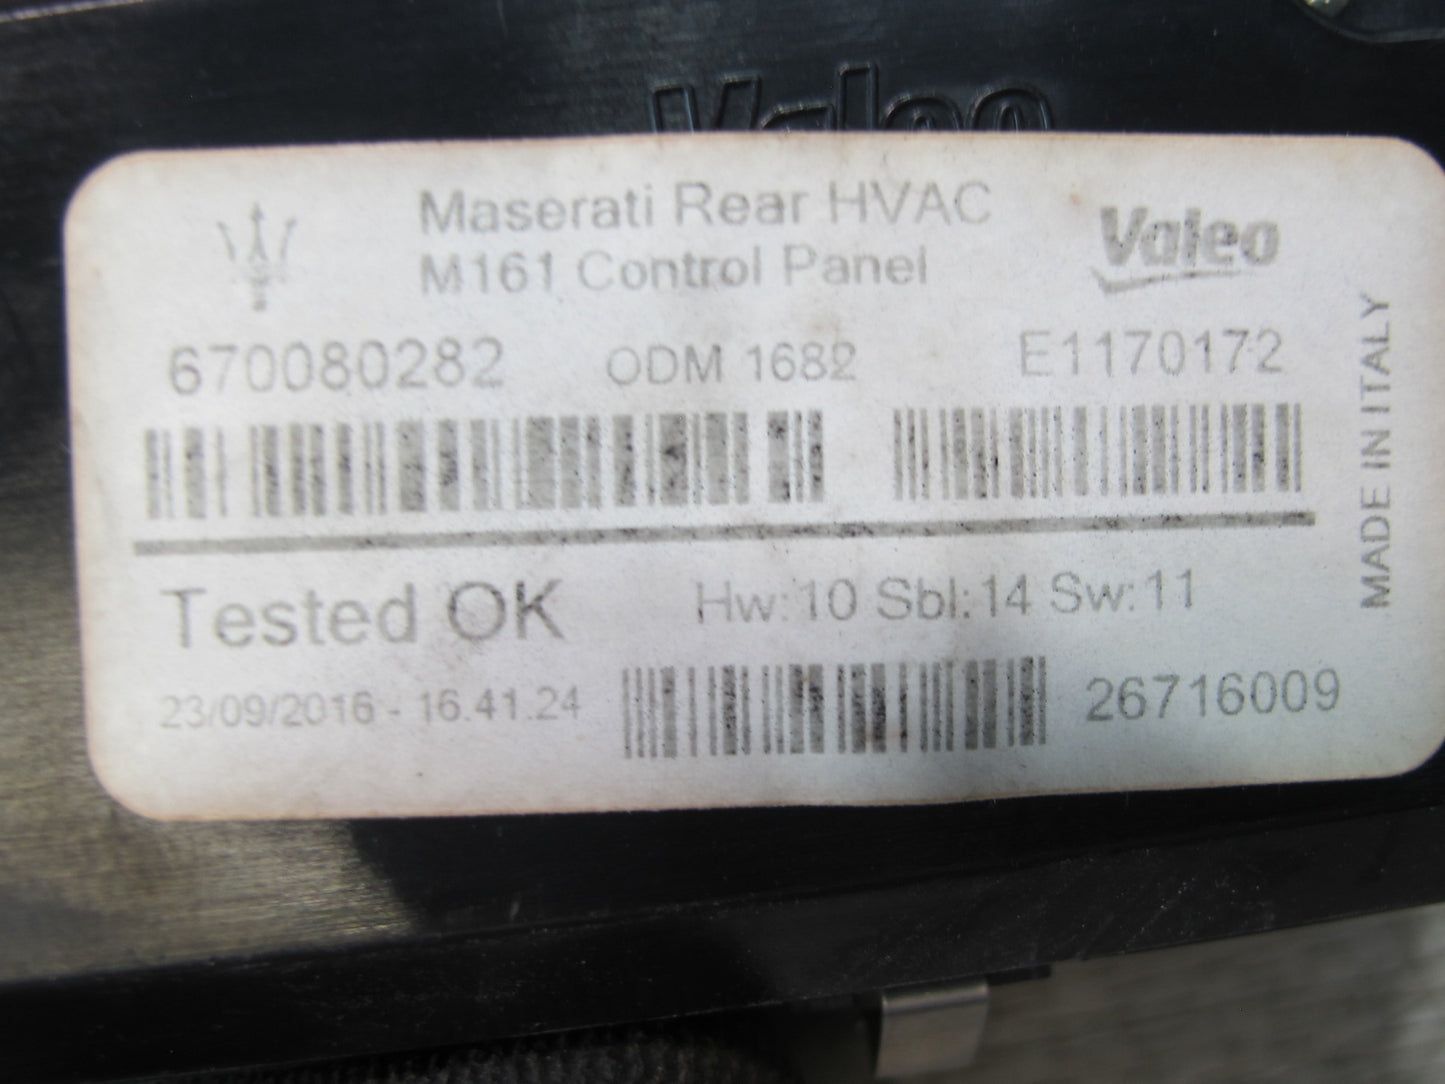 Valeo
Maserati Rear HVAC
M161 Control Panel
Valeo
670080282 ODM 1682 E1170172
MADE IN ITALY
Tested OK Hw:10 Sbl:14 Sw:11
23/09/2016 - 16.41.24 26716009